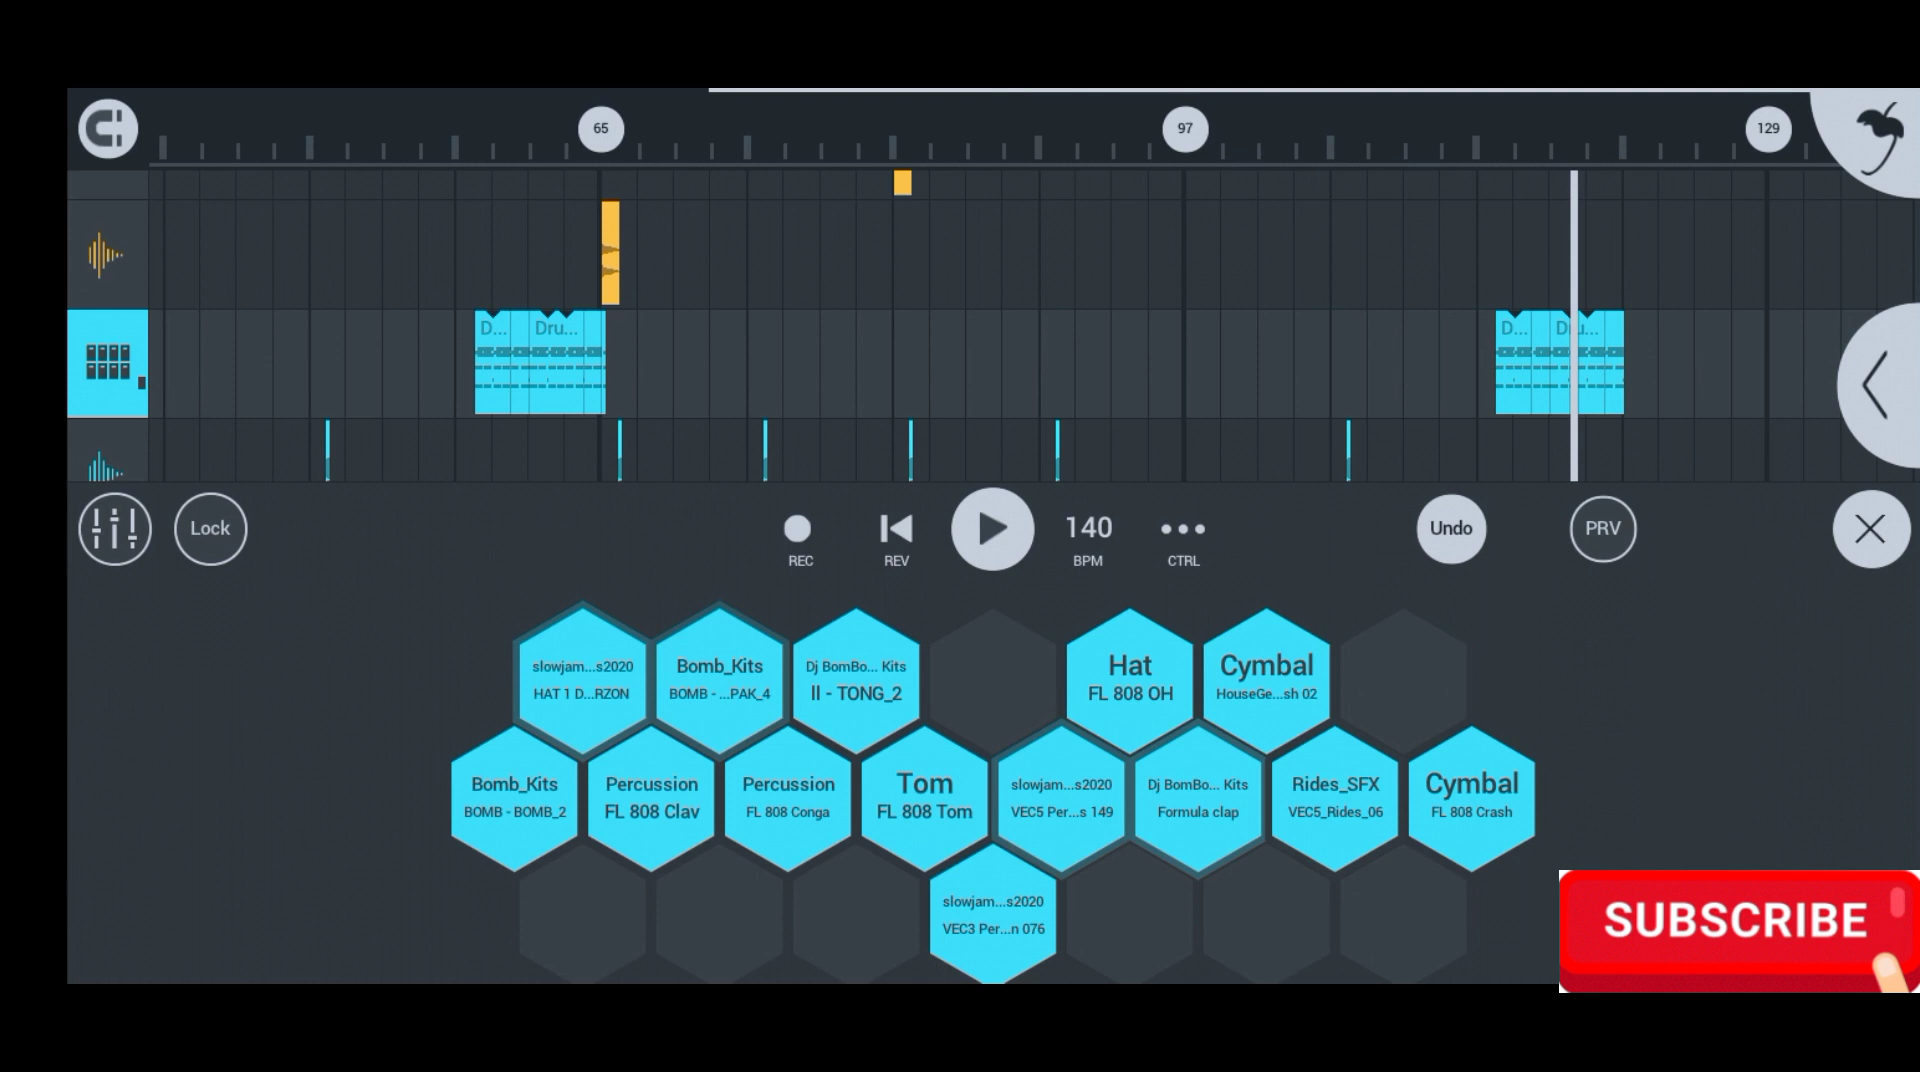 65
97
129
D...
Dru...
D...
Du...
Lock
140
Undo
PRV
REC
REV
BPM
CTRL
slowjam...s2020
HAT 1 D...RZON
Bomb_Kits
BOMB - ...PAK_4
Dj BomBo... Kits
ll - TONG_2
Hat
FL 808 OH
Cymbal
HouseGe...sh 02
Bomb_Kits
BOMB - BOMB_2
Percussion
FL 808 Clav
Percussion
FL 808 Conga
Tom
FL 808 Tom
slowjam...s2020
VEC5 Per...s 149
Dj BomBo... Kits
Formula clap
Rides_SFX
VEC5_Rides_06
Cymbal
FL 808 Crash
slowjam...s2020
VEC3 Per...n 076
SUBSCRIBE